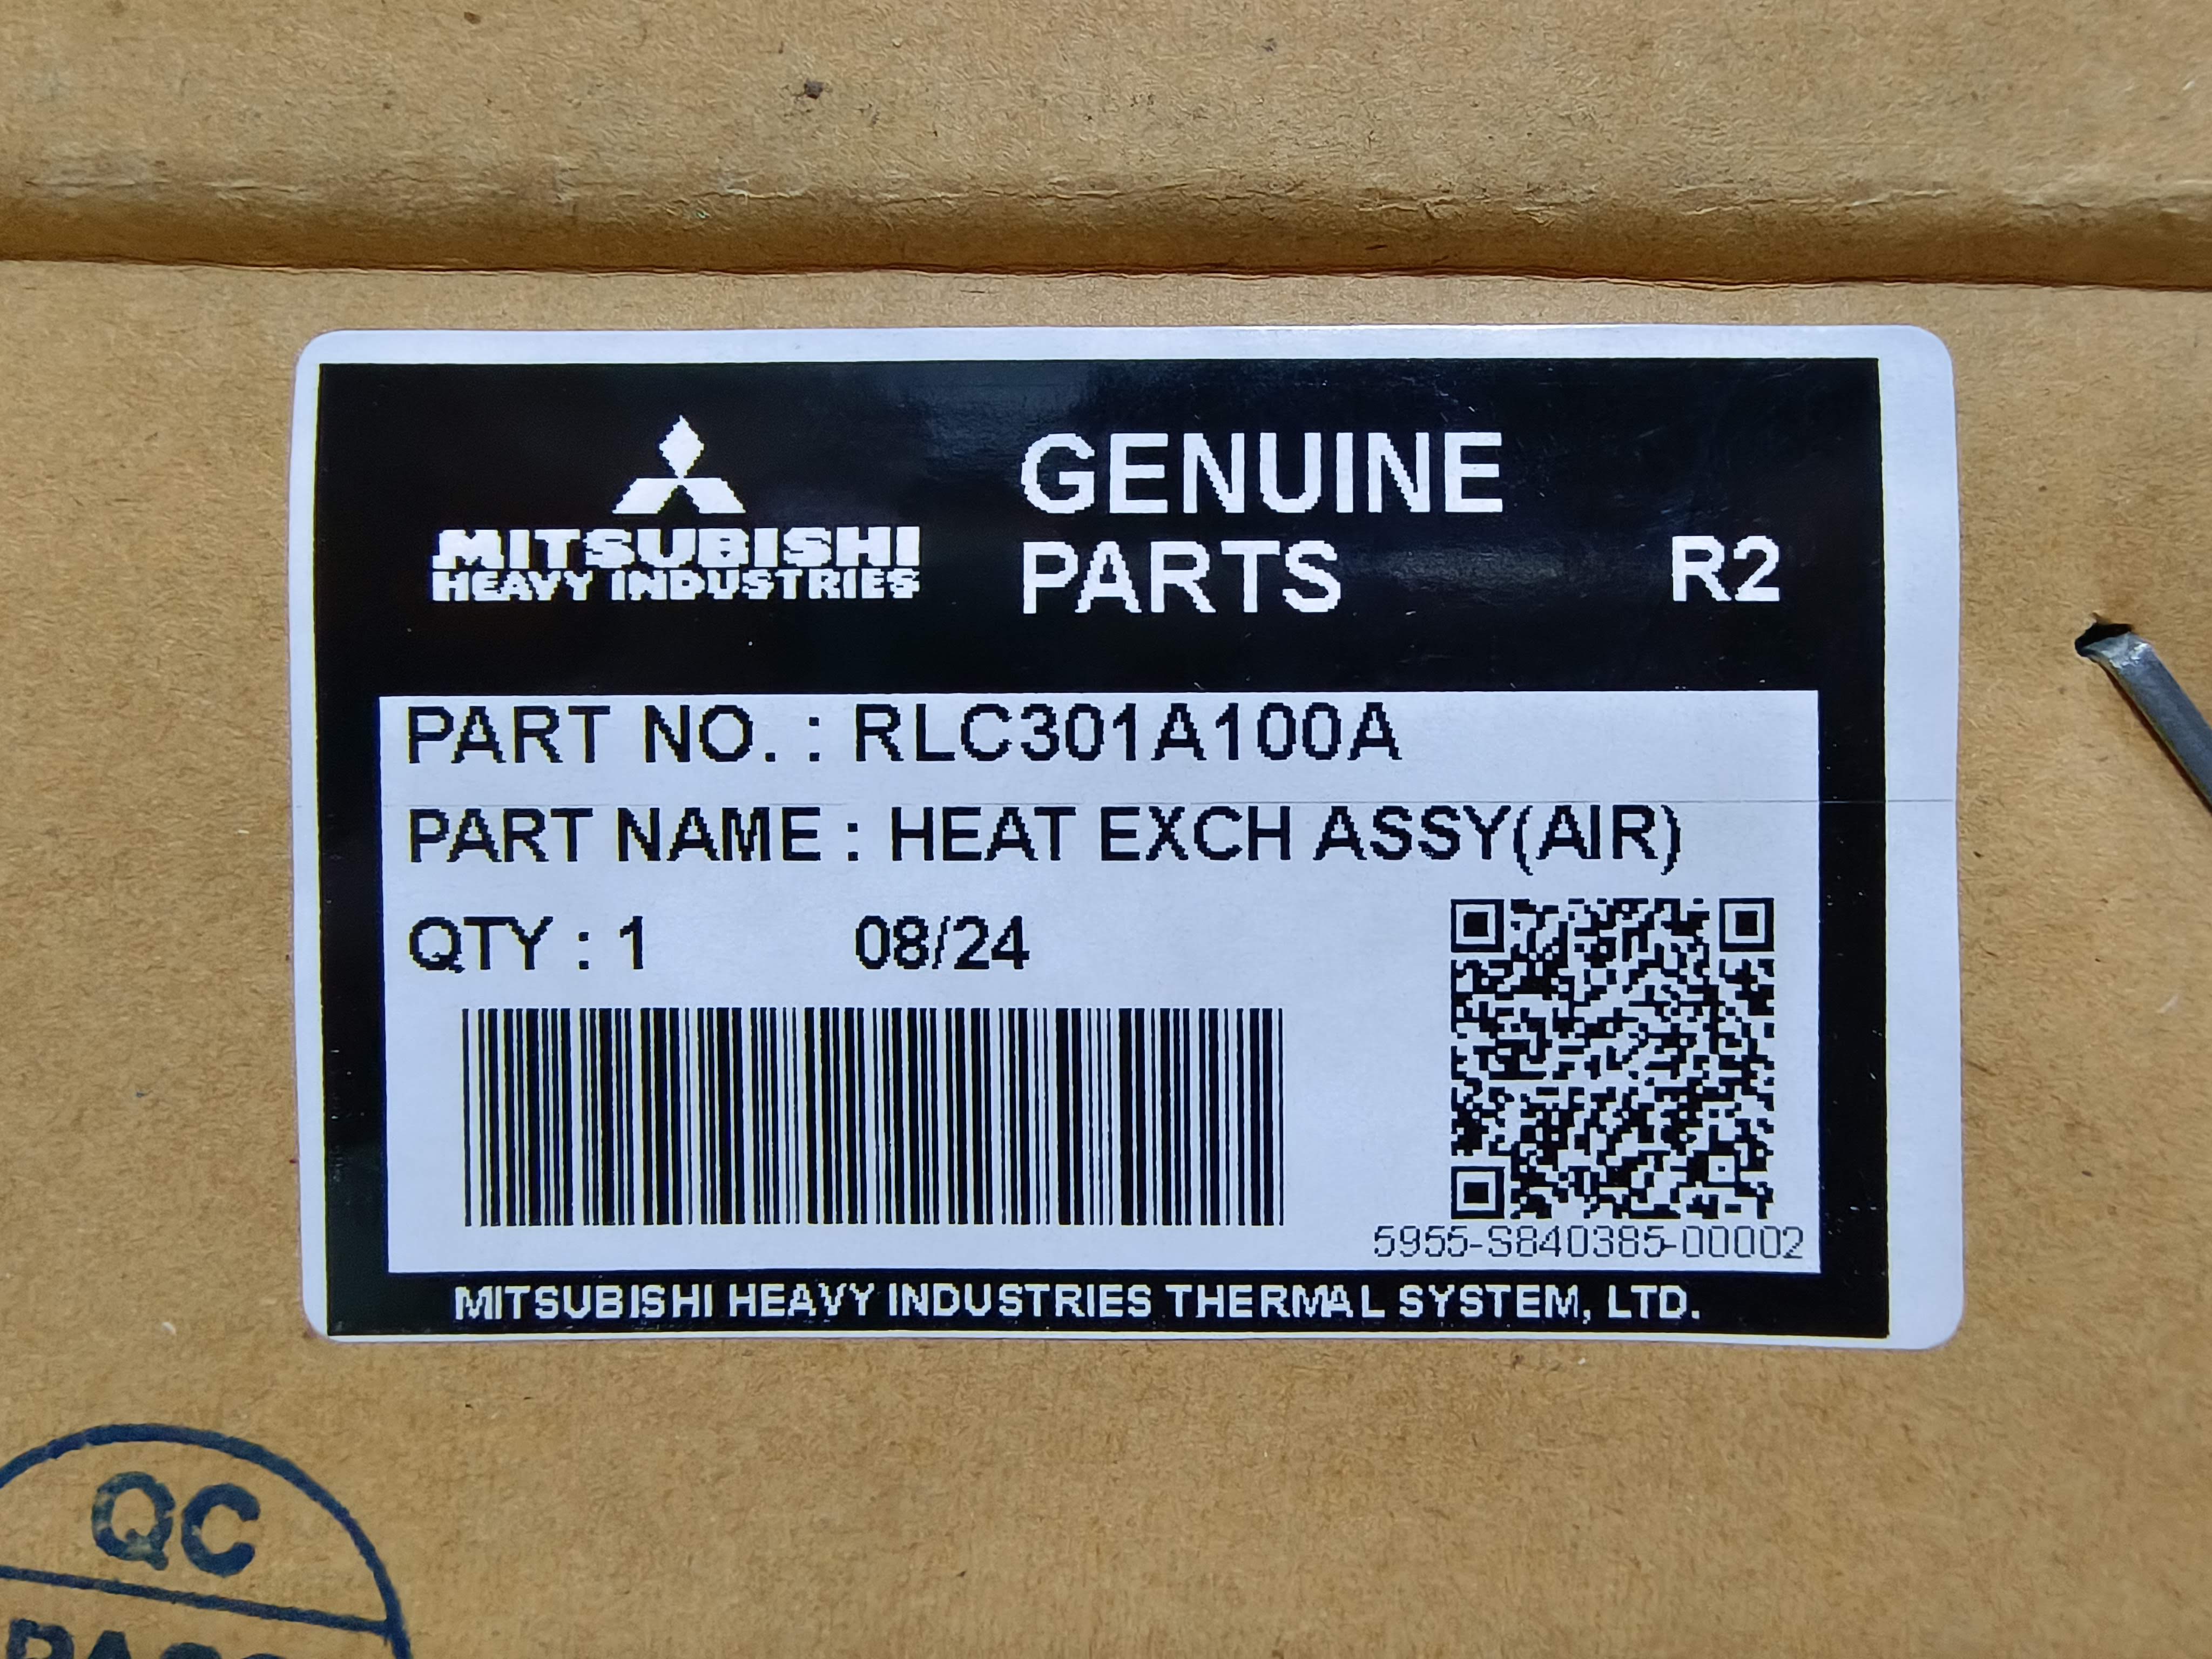 MITSUBISHI
HEAVY INDUSTRIES
GENUINE
PARTS
R2
PART NO. : RLC301A100A
PART NAME : HEAT EXCH ASSY(AIR)
QTY : 1 08/24
5955-S840385-00002
MITSUBISHI HEAVY INDUSTRIES THERMAL SYSTEM, LTD.
QC